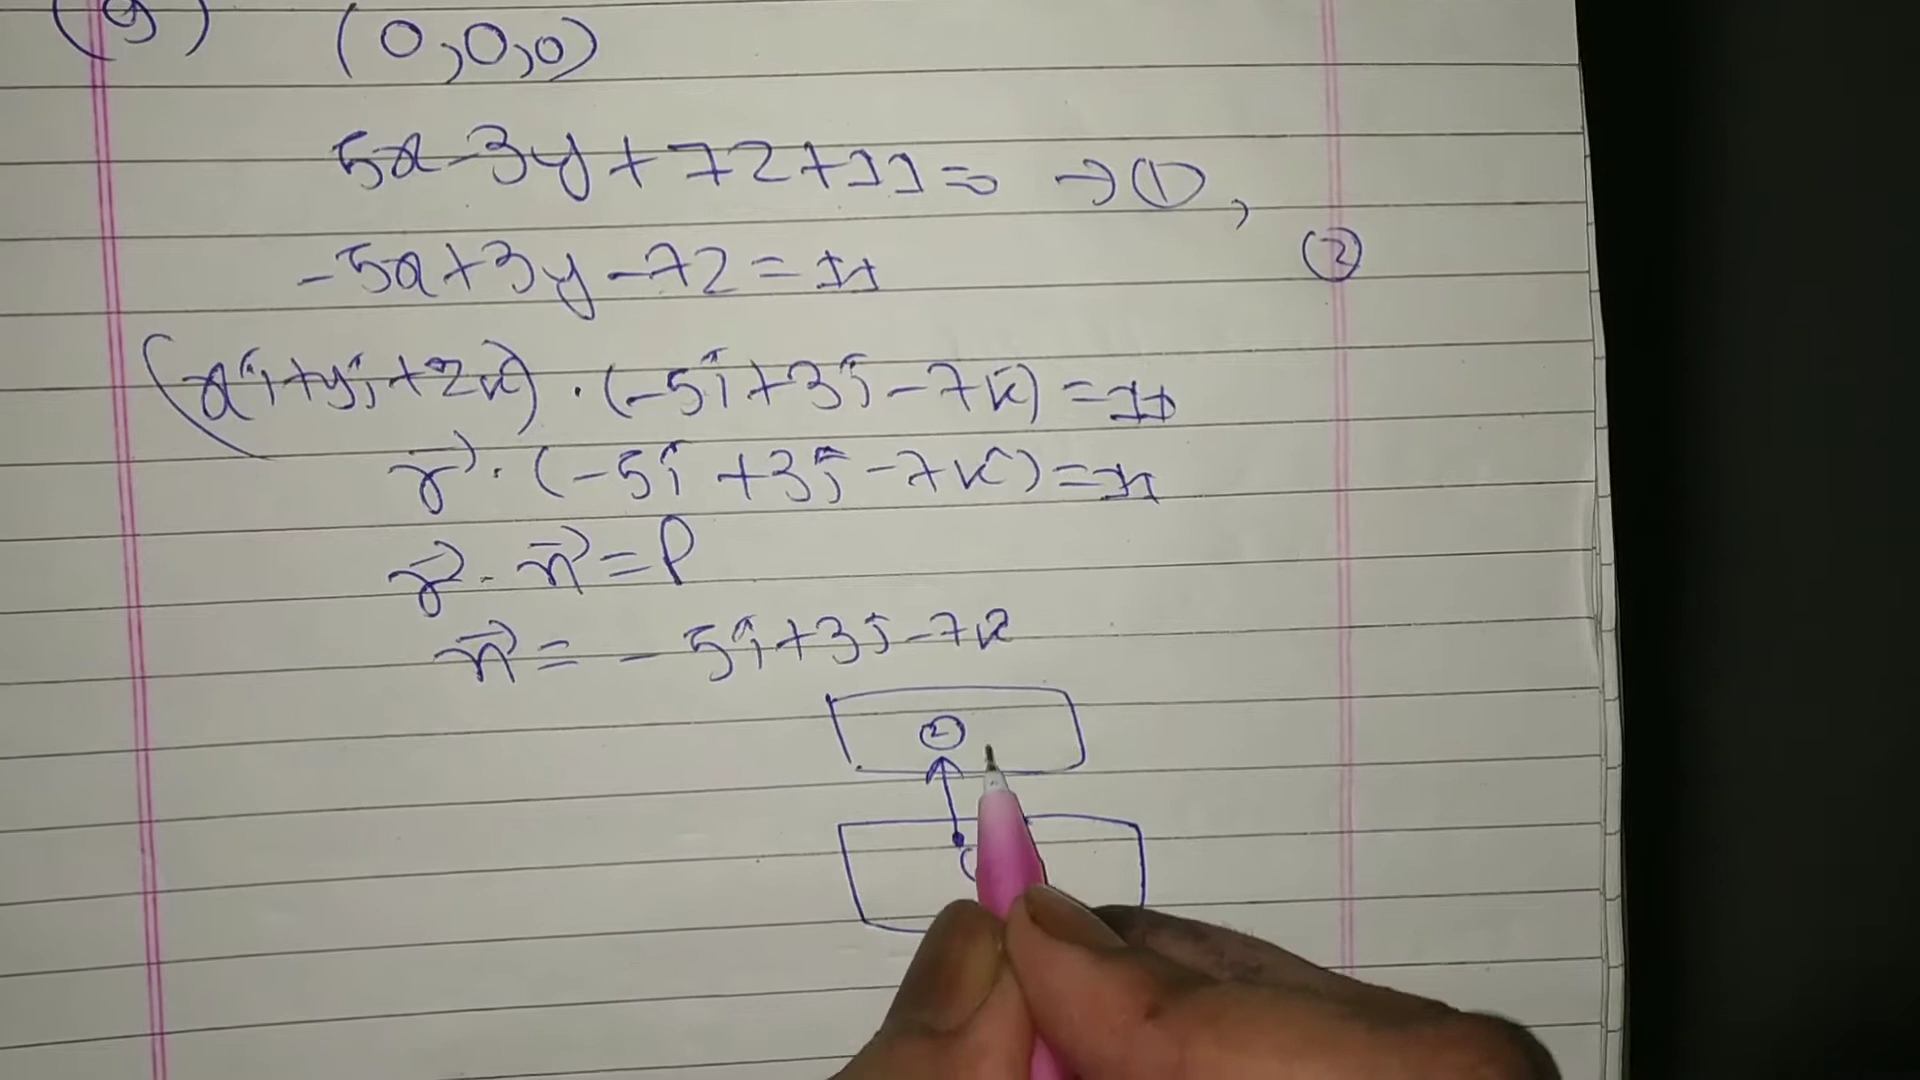 (9) (0,0,0)
5x-3y+7z+11=0 →①,
②
-5x+3y-7z=11
(xî+yĵ+zk̂)·(-5î+3ĵ-7k̂)=11
r⃗·(-5î+3ĵ-7k̂)=11
r⃗·n⃗=P
n⃗=-5î+3ĵ-7k̂
②